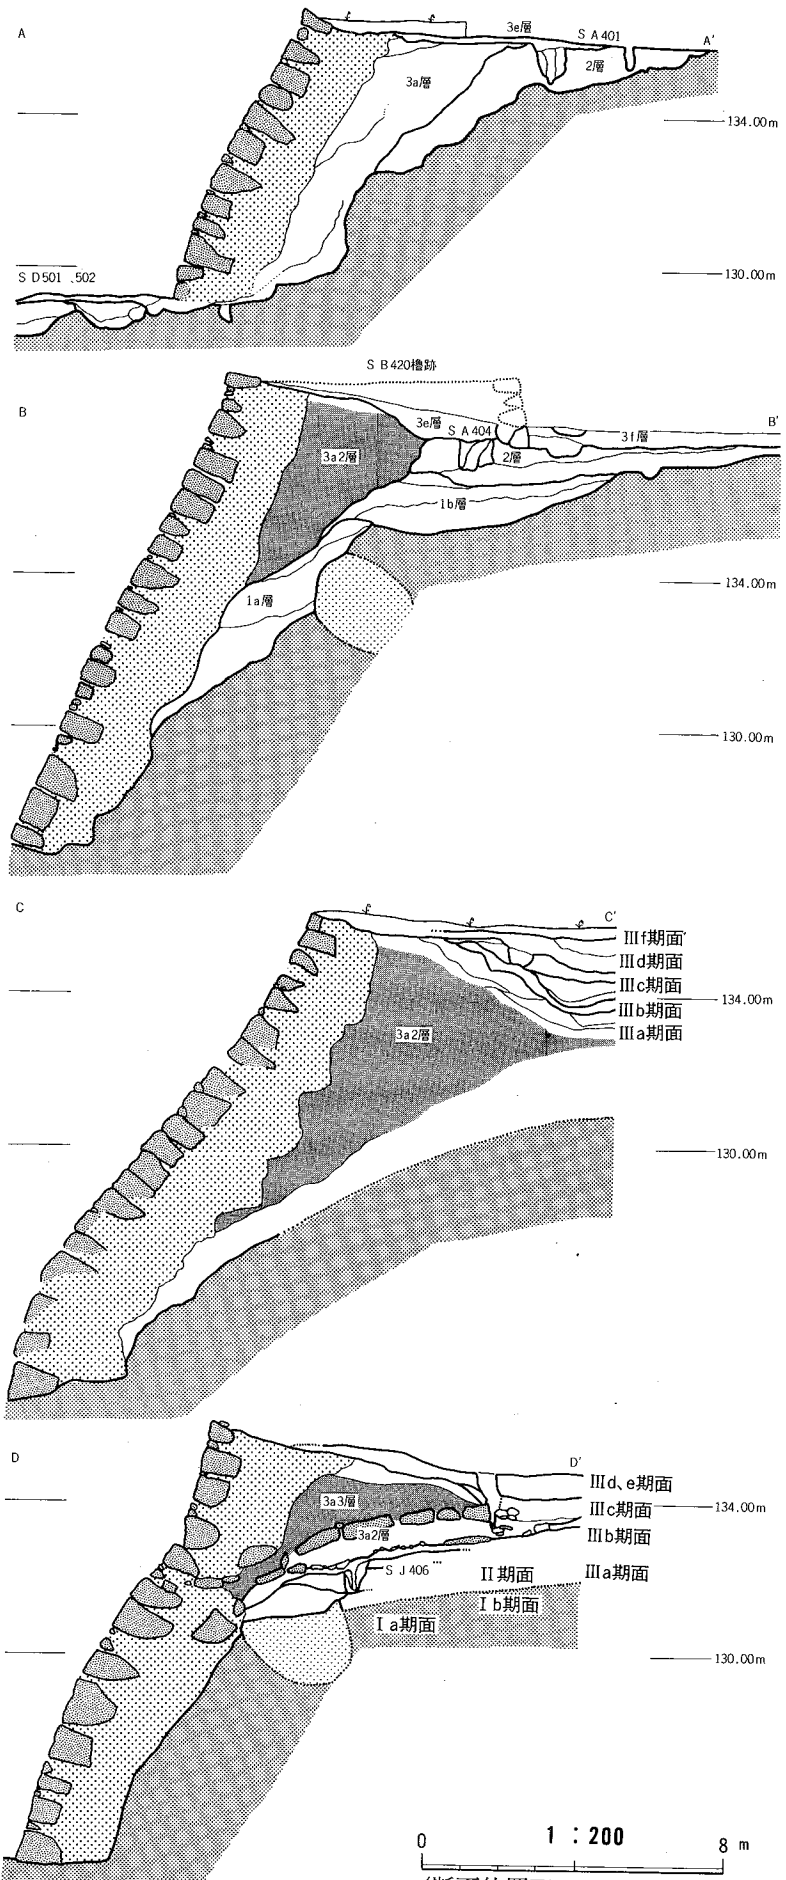 A
3e層
S A401
A'
3a層
2層
134.00m
S D501 、502
130.00m
S B420櫓跡
B
3e層
S A404
3f層
B'
3a2層
2層
1b層
1a層
134.00m
130.00m
C
C'
Ⅲf期面
Ⅲd期面
Ⅲc期面
134.00m
Ⅲb期面
Ⅲa期面
3a2層
130.00m
D
D'
Ⅲd、e期面
3a3層
Ⅲc期面
134.00m
3a2層
Ⅲb期面
S J406
Ⅱ期面
Ⅲa期面
Ⅰb期面
Ⅰa期面
130.00m
1：200
0 8 m